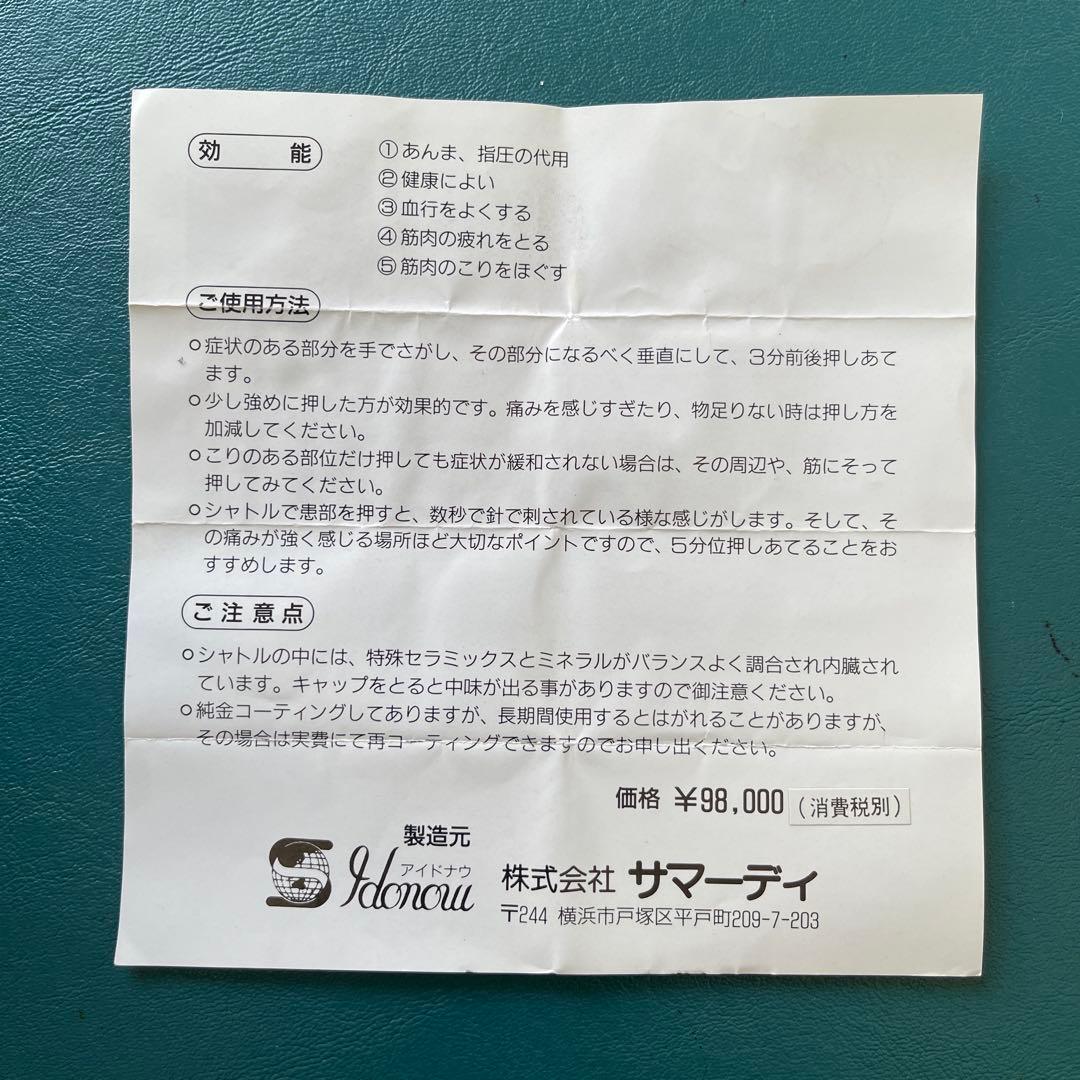 効能
①あんま、指圧の代用
②健康によい
③血行をよくする
④筋肉の疲れをとる
⑤筋肉のこりをほぐす
ご使用方法
○症状のある部分を手でさがし、その部分になるべく垂直にして、3分前後押しあて
ます。
○少し強めに押した方が効果的です。痛みを感じすぎたり、物足りない時は押し方を
加減してください。
○こりのある部位だけ押しても症状が緩和されない場合は、その周辺や、筋にそって
押してみてください。
○シャトルで患部を押すと、数秒で針で刺されている様な感じがします。そして、そ
の痛みが強く感じる場所ほど大切なポイントですので、5分位押しあてることをお
すすめします。
ご注意点
○シャトルの中には、特殊セラミックスとミネラルがバランスよく調合され内臓され
ています。キャップをとると中味が出る事がありますので御注意ください。
○純金コーティングしてありますが、長期間使用するとはがれることがありますが、
その場合は実費にて再コーティングできますのでお申し出ください。
価格 ¥98,000 (消費税別)
製造元
アイドナウ
Idonow 株式会社 サマーディ
〒244 横浜市戸塚区平戸町209-7-203